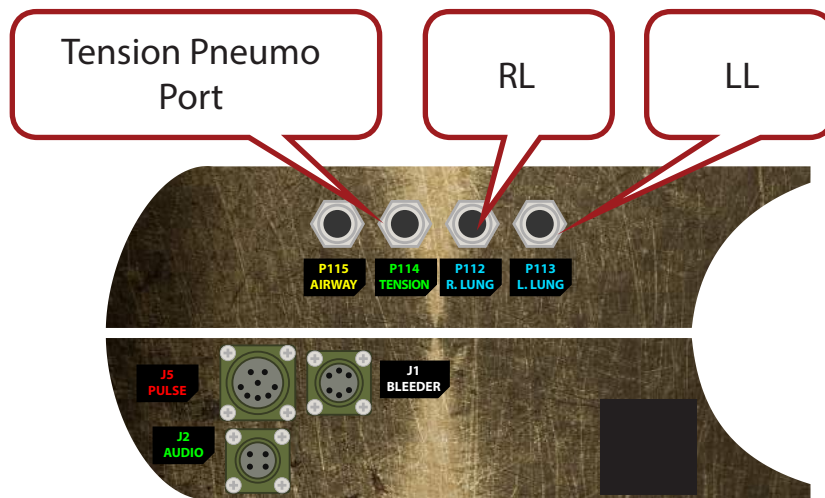 Tension Pneumo
Port
RL
LL
P115
AIRWAY
P114
TENSION
P112
R. LUNG
P113
L. LUNG
J5
PULSE
J1
BLEEDER
J2
AUDIO